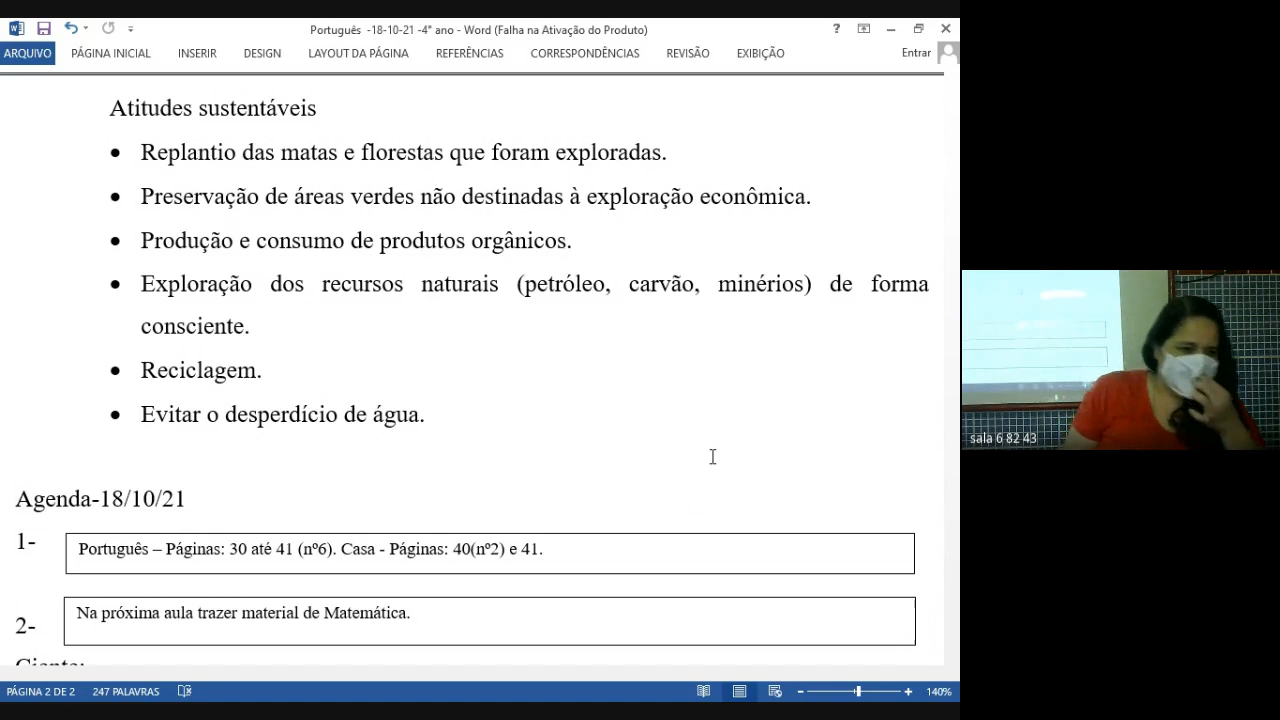 Português -18-10-21 -4° ano - Word (Falha na Ativação do Produto)
?
ARQUIVO PÁGINA INICIAL INSERIR DESIGN LAYOUT DA PÁGINA REFERÊNCIAS CORRESPONDÊNCIAS REVISÃO EXIBIÇÃO Entrar
Atitudes sustentáveis
• Replantio das matas e florestas que foram exploradas.
• Preservação de áreas verdes não destinadas à exploração econômica.
• Produção e consumo de produtos orgânicos.
• Exploração dos recursos naturais (petróleo, carvão, minérios) de forma
consciente.
• Reciclagem.
• Evitar o desperdício de água.
sala 6 82 43
Agenda-18/10/21
1- Português – Páginas: 30 até 41 (nº6). Casa - Páginas: 40(nº2) e 41.
2- Na próxima aula trazer material de Matemática.
Ciente:
PÁGINA 2 DE 2 247 PALAVRAS 140%